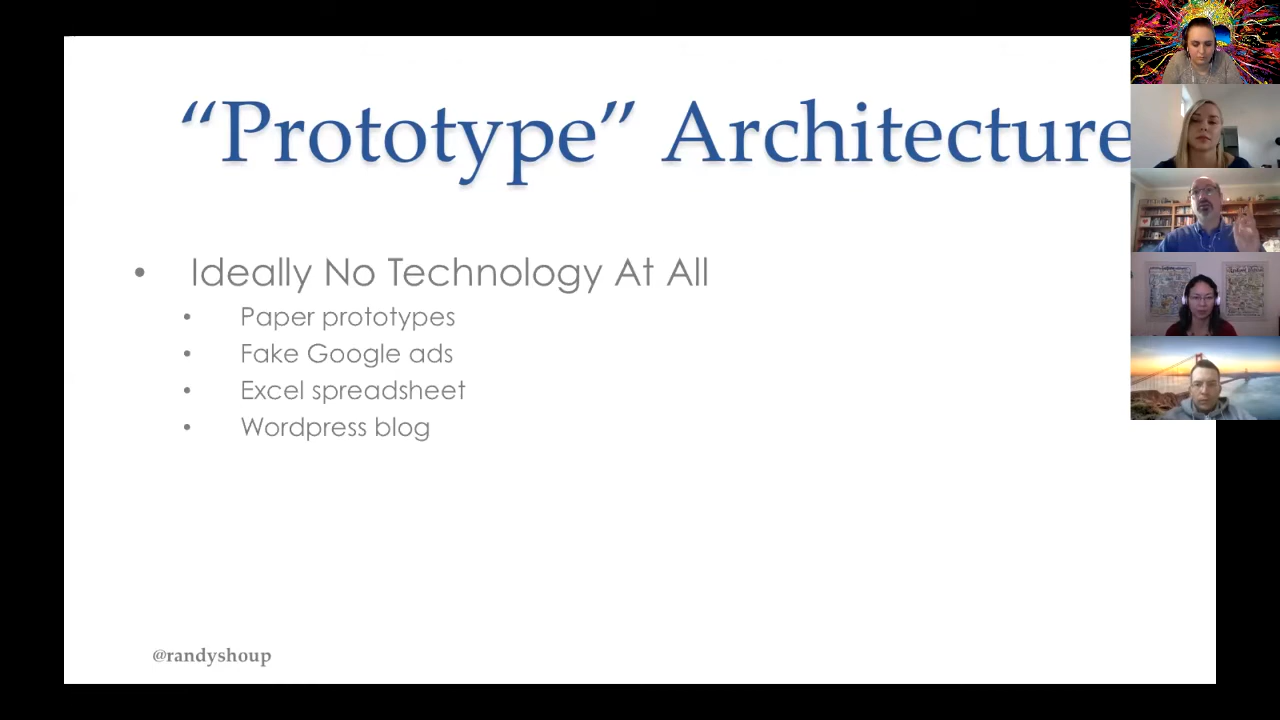 “Prototype” Architecture
• Ideally No Technology At All
• Paper prototypes
• Fake Google ads
• Excel spreadsheet
• Wordpress blog
@randyshoup